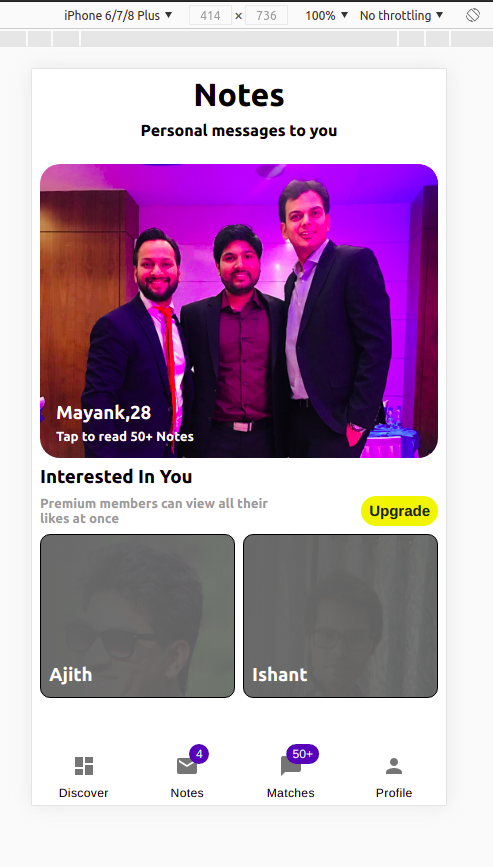 iPhone 6/7/8 Plus ▼ 414 × 736 100% ▼ No throttling ▼
Notes
Personal messages to you
Mayank,28
Tap to read 50+ Notes
Interested In You
Premium members can view all their
likes at once
Upgrade
Ajith
Ishant
4
50+
Discover
Notes
Matches
Profile